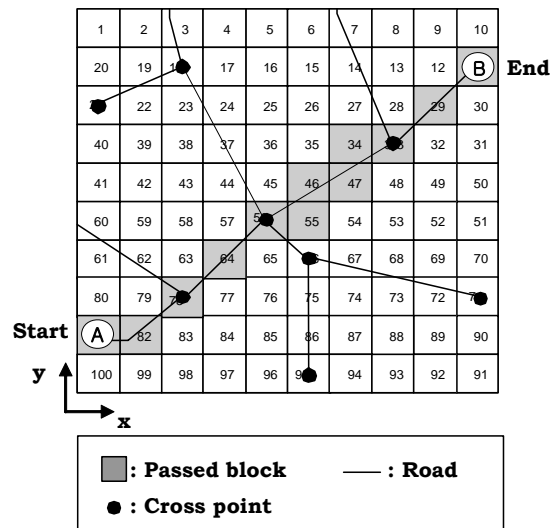 1 2 3 4 5 6 7 8 9 10
20 19 17 16 15 14 13 12 B End
22 23 24 25 26 27 28 29 30
40 39 38 37 36 35 34 32 31
41 42 43 44 45 46 47 48 49 50
60 59 58 57 55 54 53 52 51
61 62 63 64 65 67 68 69 70
80 79 77 76 75 74 73 72
Start A 82 83 84 85 86 87 88 89 90
100 99 98 97 96 94 93 92 91
y
x
: Passed block
: Road
: Cross point